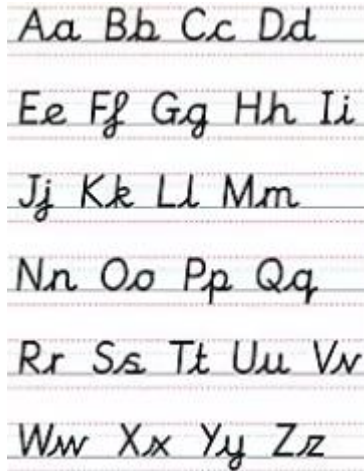 Aa Bb Cc Dd
Ee Ff Gg Hh Ii
Jj Kk Ll Mm
Nn Oo Pp Qq
Rr Ss Tt Uu Vv
Ww Xx Yy Zz